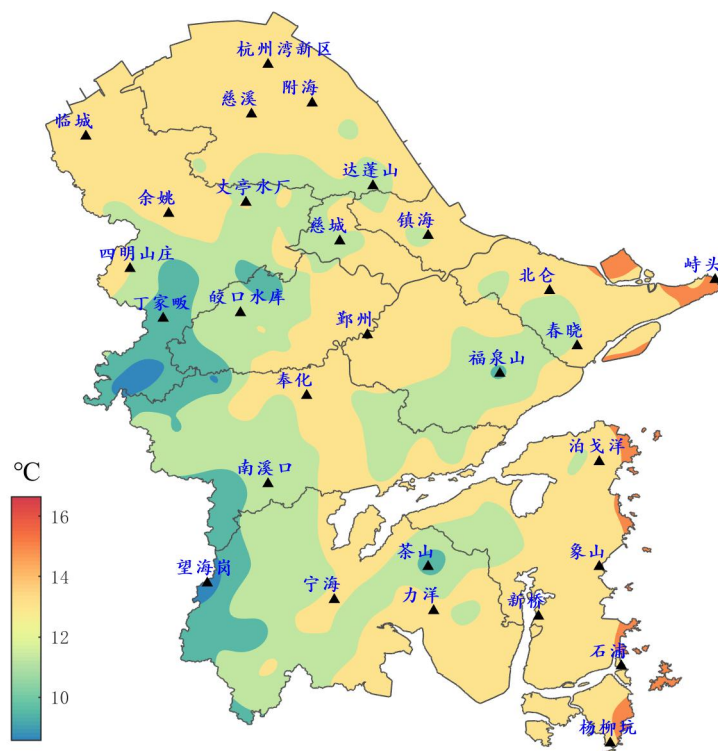 杭州湾新区
附海
慈溪
临城
达蓬山
余姚
丈亭水厂
慈城
镇海
四明山庄
峙头
北仑
丁家畈
皎口水库
鄞州
春晓
福泉山
奉化
泊戈洋
℃
南溪口
16
茶山
象山
望海岗
14
宁海
力洋
新桥
12
石浦
10
杨柳坑